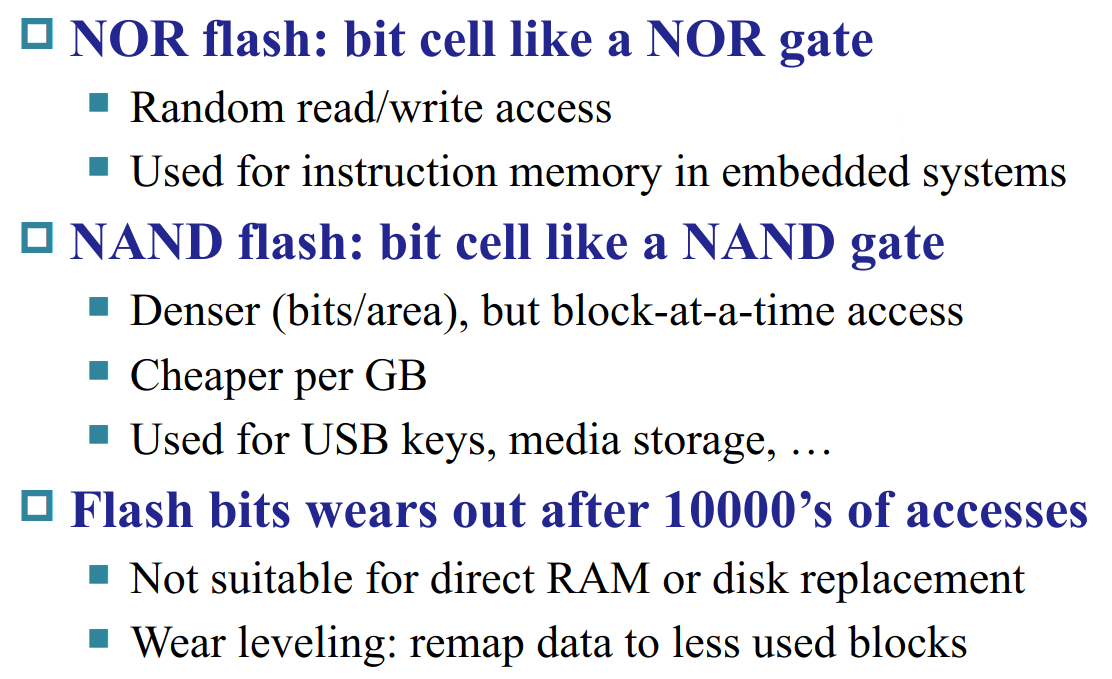 NOR flash: bit cell like a NOR gate
Random read/write access
Used for instruction memory in embedded systems
NAND flash: bit cell like a NAND gate
Denser (bits/area), but block-at-a-time access
Cheaper per GB
Used for USB keys, media storage, …
Flash bits wears out after 10000’s of accesses
Not suitable for direct RAM or disk replacement
Wear leveling: remap data to less used blocks